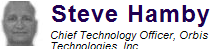 Steve Hamby
Chief Technology Officer, Orbis
Technologies, Inc.